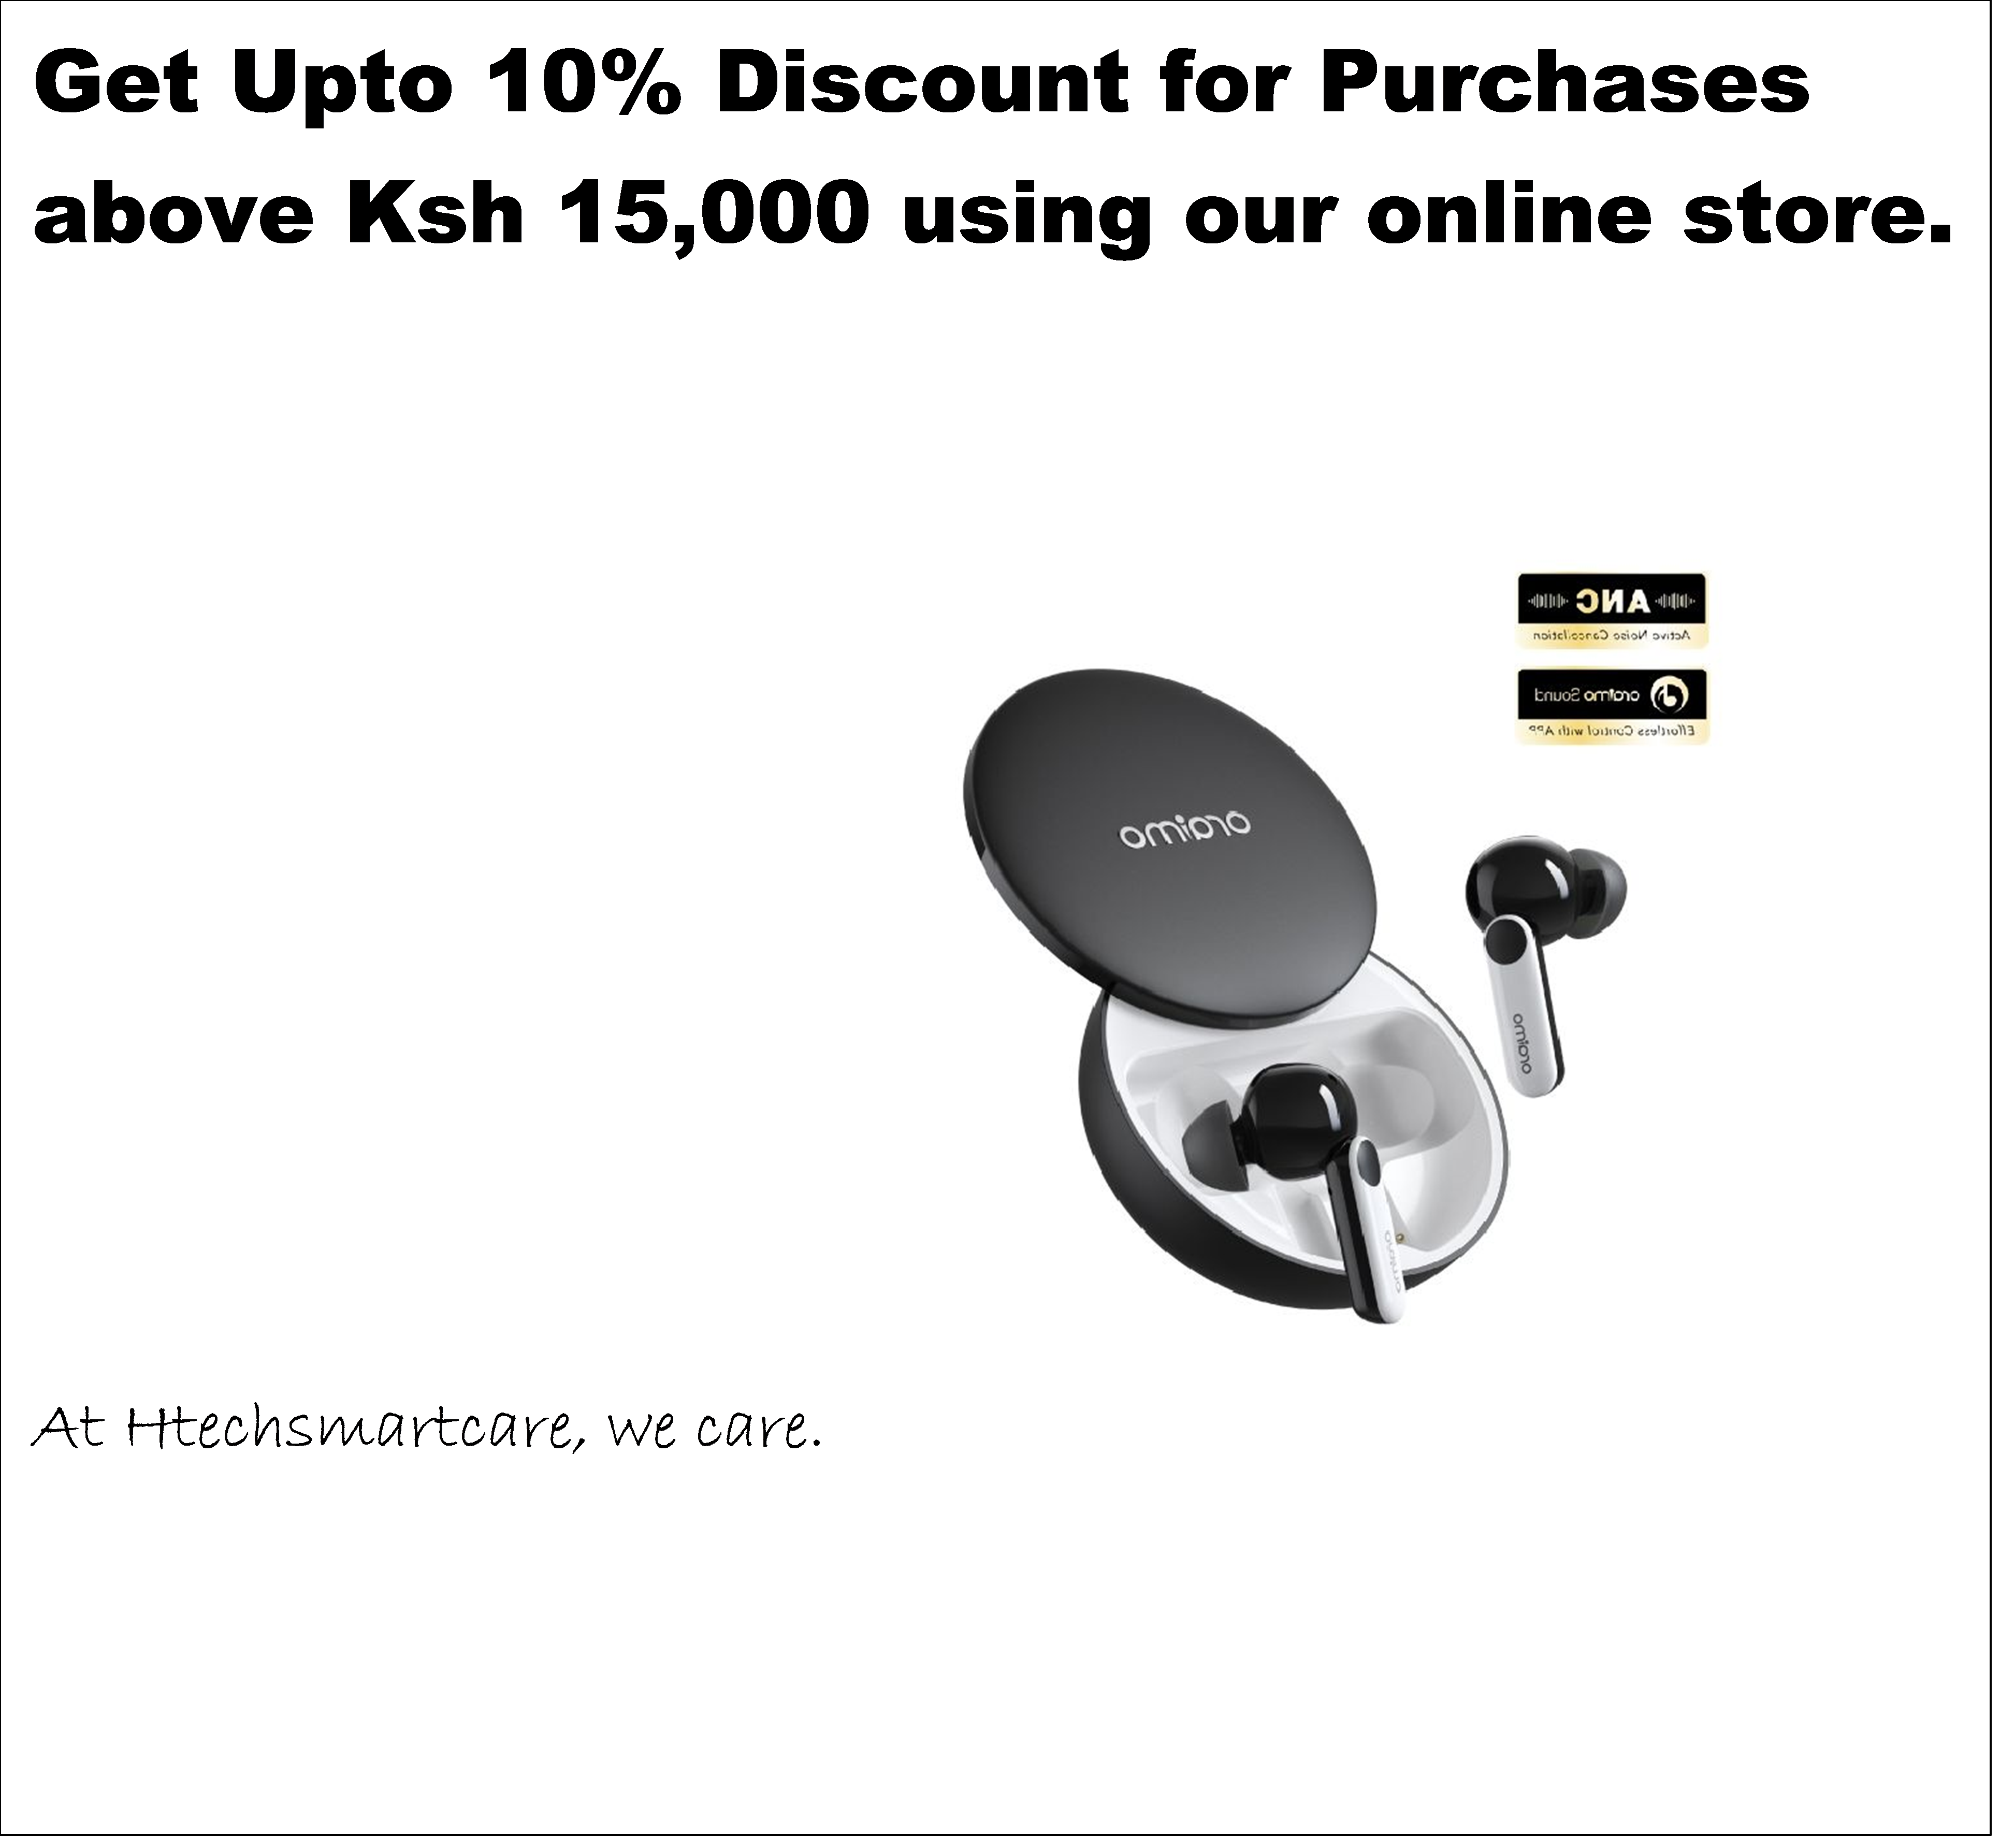 Get Upto 10% Discount for Purchases
above Ksh 15,000 using our online store.
ANC
Active Noise Cancellation
oraimo Sound
Effortless Control with APP
oraimo
oraimo
oraimo
At Htechsmartcare, we care.